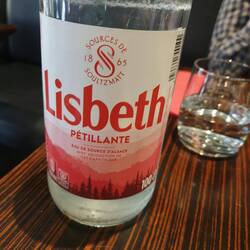 SOURCES DE
18 S 65
SOULTZMATT
Lisbeth
PÉTILLANTE
EAU DE SOURCE D'ALSACE